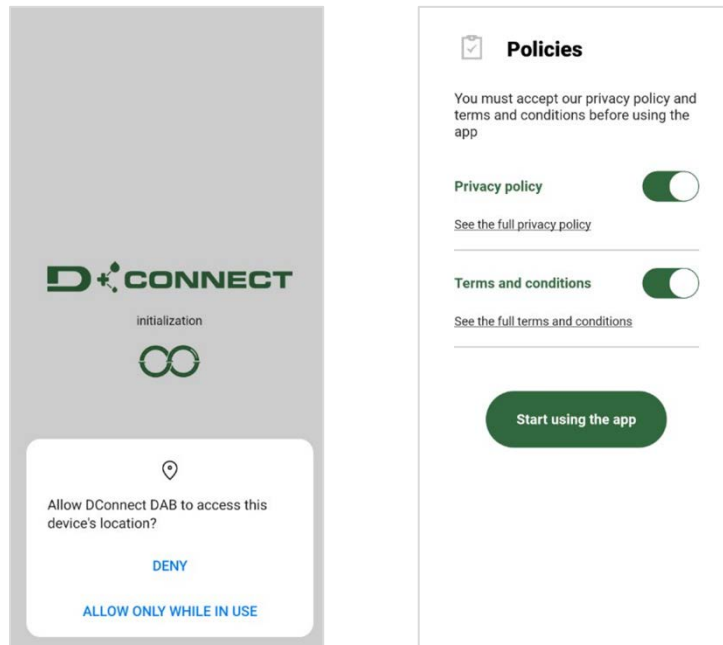 D+CONNECT
initialization
Allow DConnect DAB to access this
device's location?
DENY
ALLOW ONLY WHILE IN USE
Policies
You must accept our privacy policy and
terms and conditions before using the
app
Privacy policy
See the full privacy policy
Terms and conditions
See the full terms and conditions
Start using the app